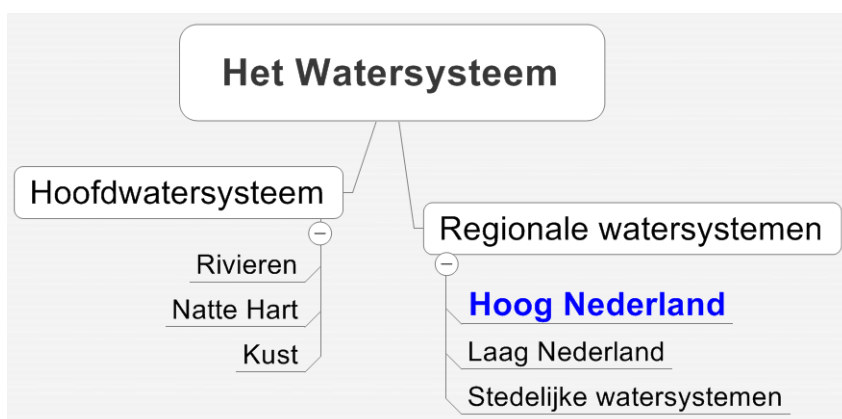 Het Watersysteem
Hoofdwatersysteem
Rivieren
Natte Hart
Kust
Regionale watersystemen
Hoog Nederland
Laag Nederland
Stedelijke watersystemen